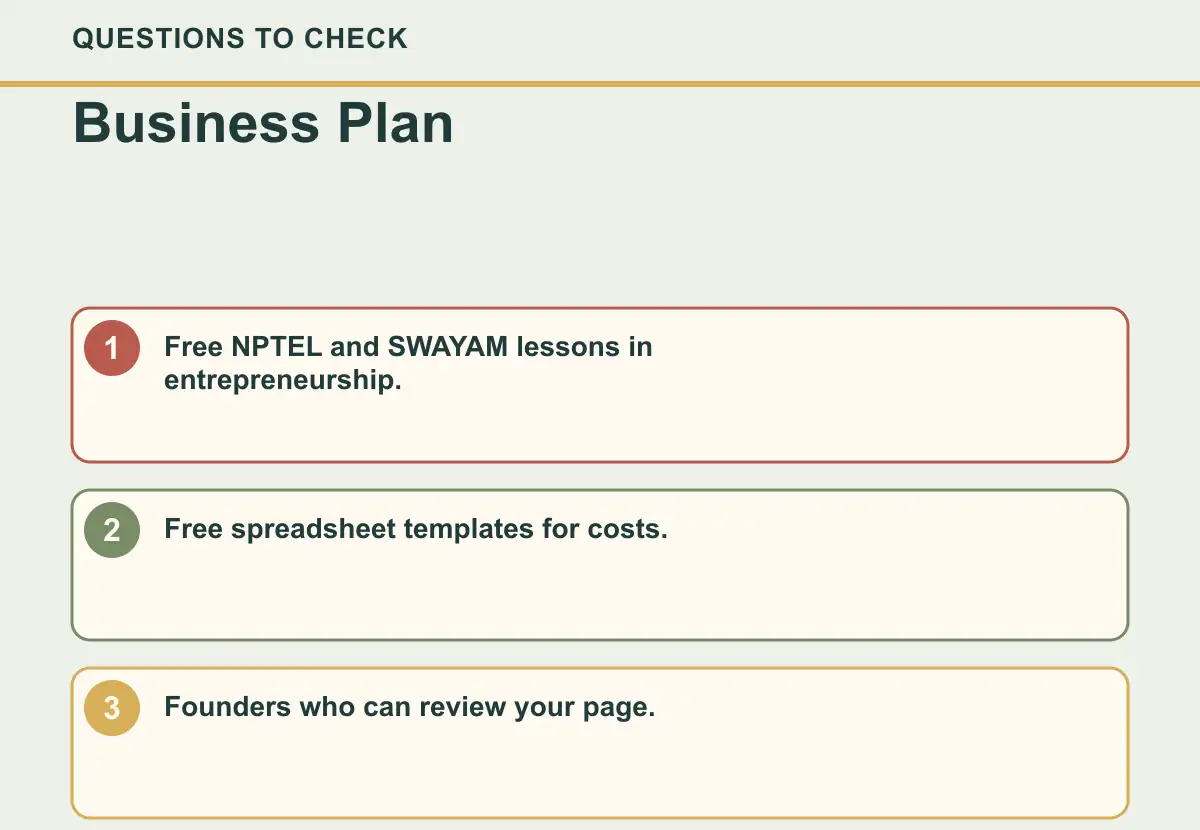 QUESTIONS TO CHECK
Business Plan
1
Free NPTEL and SWAYAM lessons in
entrepreneurship.
2
Free spreadsheet templates for costs.
3
Founders who can review your page.